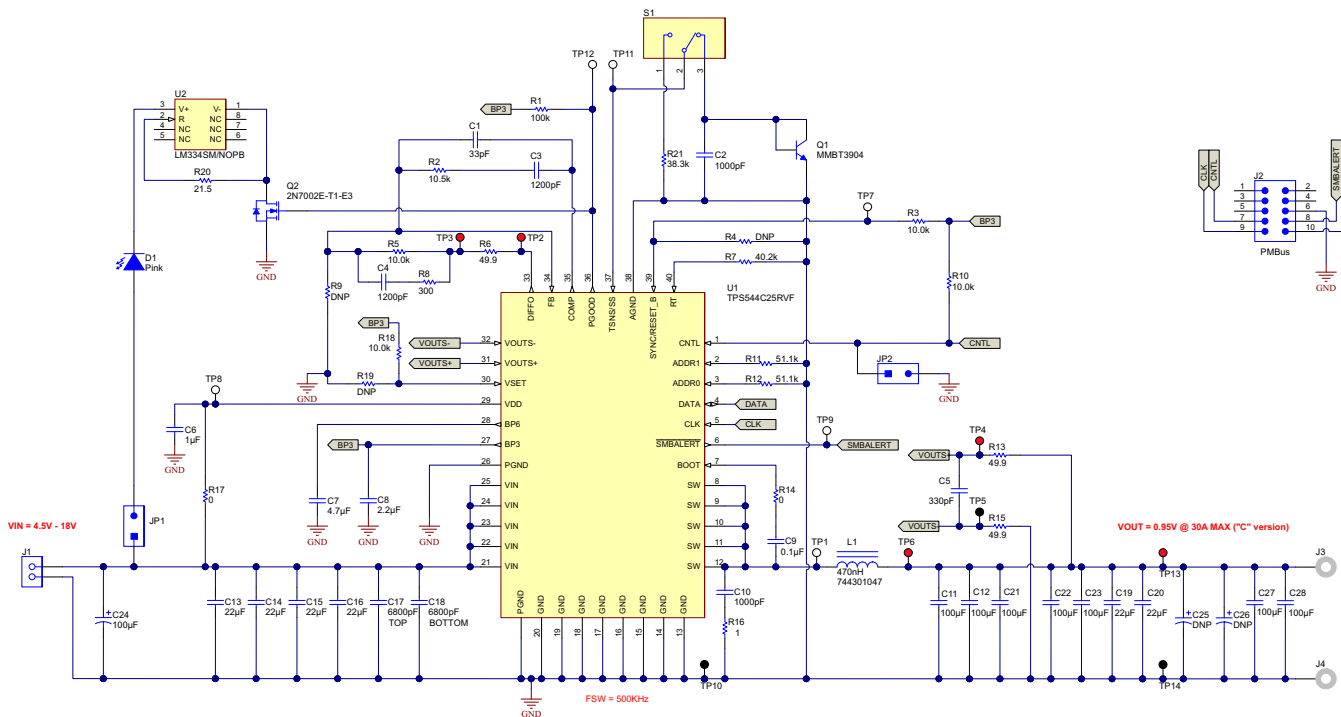 S1
1
2
3
TP12
TP11
BP3
R1
100k
U2
3
2
4
5
V+
R
NC
NC
V-
NC
NC
NC
1
8
7
6
LM334SM/NOPB
R20
21.5
Q2
2N7002E-T1-E3
GND
C1
33pF
R2
10.5k
C3
1200pF
R21
38.3k
C2
1000pF
Q1
MMBT3904
CLK
CNTL
SMBALERT
J2
1
3
5
7
9
2
4
6
8
10
PMBus
GND
TP7
R3
10.0k
BP3
R4
DNP
R7
40.2k
R10
10.0k
D1
Pink
R5
10.0k
TP3
R6
49.9
TP2
C4
1200pF
R8
300
R9
DNP
BP3
R18
10.0k
R19
DNP
GND
VOUTS-
VOUTS+
U1
TPS544C25RVF
33
34
35
36
37
38
39
40
DIFFO
FB
COMP
PGOOD
TSNS/SS
AGND
SYNC/RESET_B
RT
32 VOUTS-
31 VOUTS+
30 VSET
29 VDD
28 BP6
27 BP3
26 PGND
25 VIN
24 VIN
23 VIN
22 VIN
21 VIN
CNTL 1
ADDR1 2
ADDR0 3
DATA 4
CLK 5
SMBALERT 6
BOOT 7
SW 8
SW 9
SW 10
SW 11
SW 12
PGND
GND
GND
GND
GND
GND
GND
GND
GND
20
19
18
17
16
15
14
13
R11 51.1k
R12 51.1k
DATA
CLK
TP9
SMBALERT
CNTL
JP2
GND
TP8
C6
1µF
GND
R17
0
BP3
C7
4.7µF
GND
C8
2.2µF
GND
GND
JP1
VIN = 4.5V - 18V
J1
C24
100µF
C13
22µF
C14
22µF
C15
22µF
C16
22µF
C17
6800pF
TOP
C18
6800pF
BOTTOM
GND
FSW = 500KHz
R14
0
C9
0.1µF
TP1
L1
470nH
744301047
TP6
C10
1000pF
R16
1
TP10
VOUTS
TP4
R13
49.9
C5
330pF
TP5
VOUTS
R15
49.9
VOUT = 0.95V @ 30A MAX ("C" version)
TP13
J3
C11
100µF
C12
100µF
C21
100µF
C22
100µF
C23
100µF
C19
22µF
C20
22µF
C25
DNP
C26
DNP
C27
100µF
C28
100µF
TP14
J4